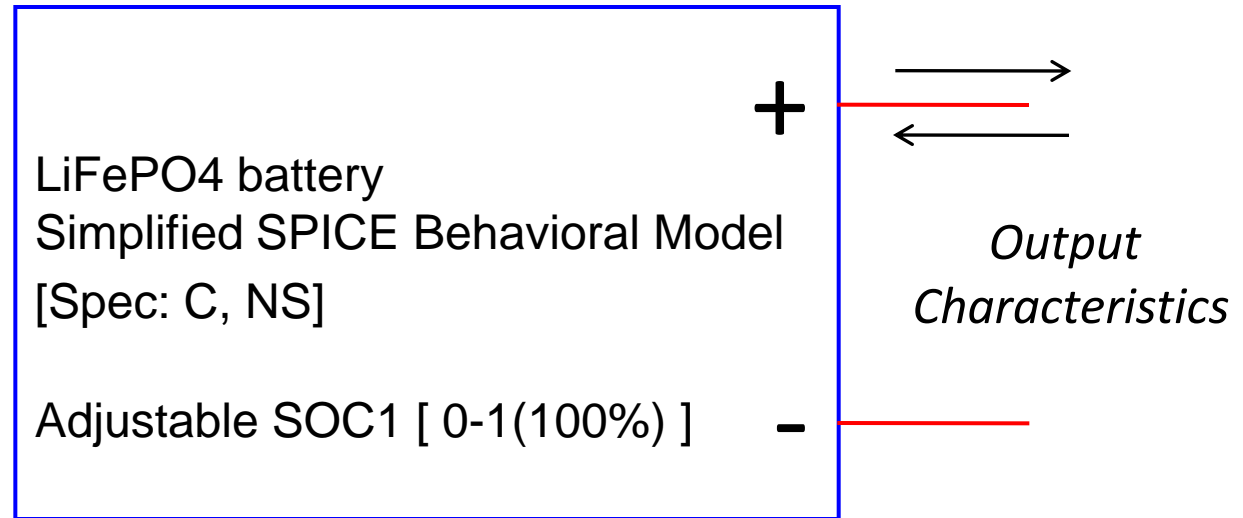 +
LiFePO4 battery
Simplified SPICE Behavioral Model
[Spec: C, NS]
Adjustable SOC1 [ 0-1(100%) ]
-
Output
Characteristics